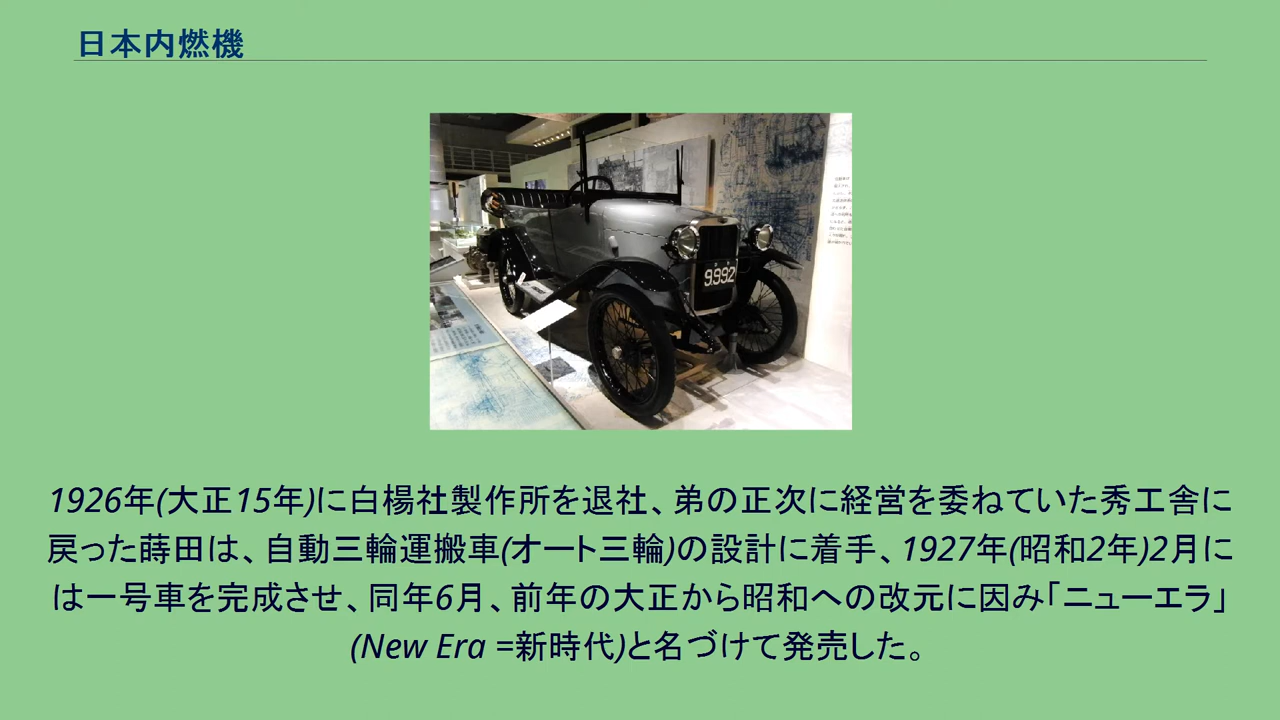 日本内燃機
9992
1926年(大正15年)に白楊社製作所を退社、弟の正次に経営を委ねていた秀工舎に
戻った蒔田は、自動三輪運搬車(オート三輪)の設計に着手、1927年(昭和2年)2月に
は一号車を完成させ、同年6月、前年の大正から昭和への改元に因み「ニューエラ」
(New Era =新時代)と名づけて発売した。